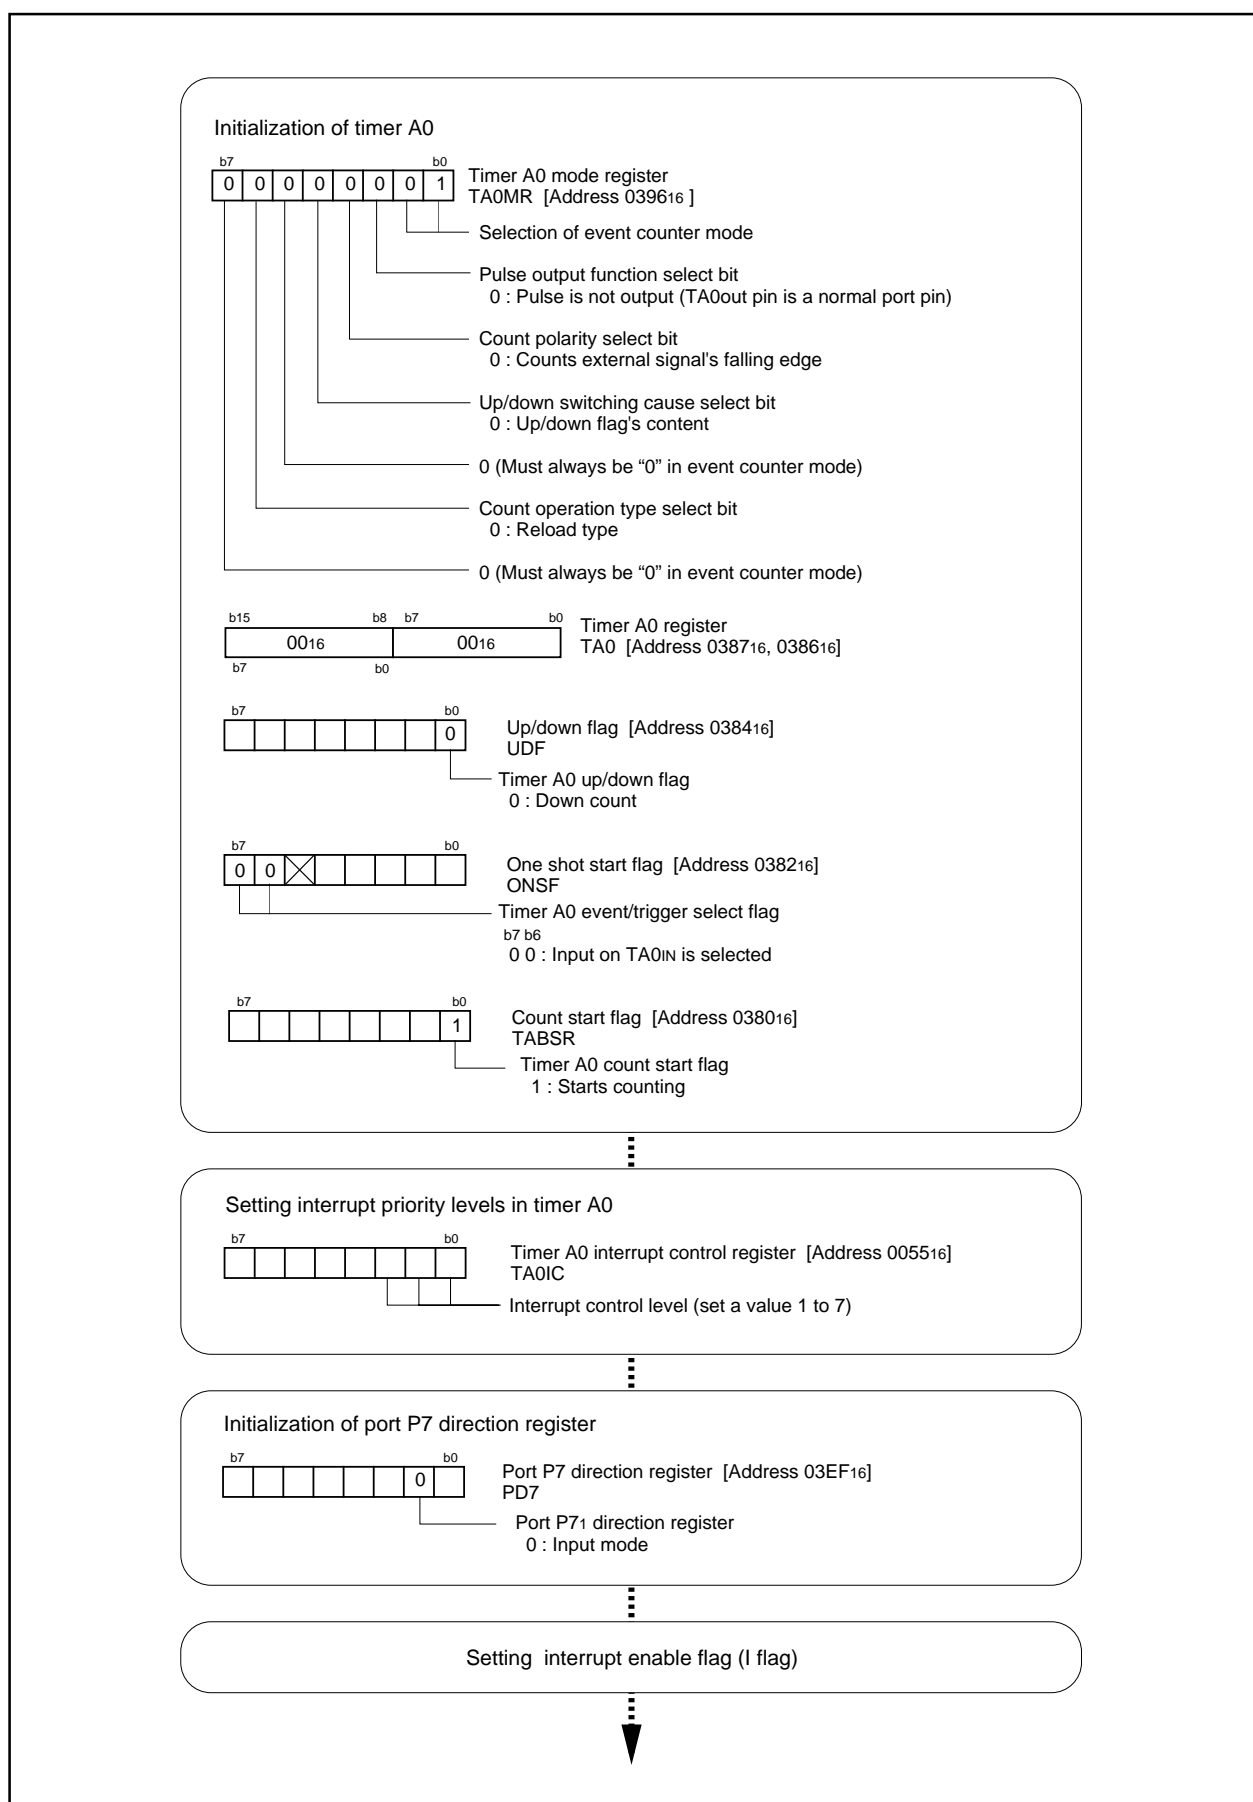 Initialization of timer A0
b7 b0
0 0 0 0 0 0 0 1
Timer A0 mode register
TA0MR [Address 039616 ]
Selection of event counter mode
Pulse output function select bit
0 : Pulse is not output (TA0out pin is a normal port pin)
Count polarity select bit
0 : Counts external signal's falling edge
Up/down switching cause select bit
0 : Up/down flag's content
0 (Must always be “0” in event counter mode)
Count operation type select bit
0 : Reload type
0 (Must always be “0” in event counter mode)
b15 b8 b7 b0
0016 0016
b7 b0
Timer A0 register
TA0 [Address 038716, 038616]
b7 b0
0
Up/down flag [Address 038416]
UDF
Timer A0 up/down flag
0 : Down count
b7 b0
0 0
One shot start flag [Address 038216]
ONSF
Timer A0 event/trigger select flag
b7 b6
0 0 : Input on TA0IN is selected
b7 b0
1
Count start flag [Address 038016]
TABSR
Timer A0 count start flag
1 : Starts counting
Setting interrupt priority levels in timer A0
b7 b0
Timer A0 interrupt control register [Address 005516]
TA0IC
Interrupt control level (set a value 1 to 7)
Initialization of port P7 direction register
b7 b0
0
Port P7 direction register [Address 03EF16]
PD7
Port P71 direction register
0 : Input mode
Setting interrupt enable flag (I flag)